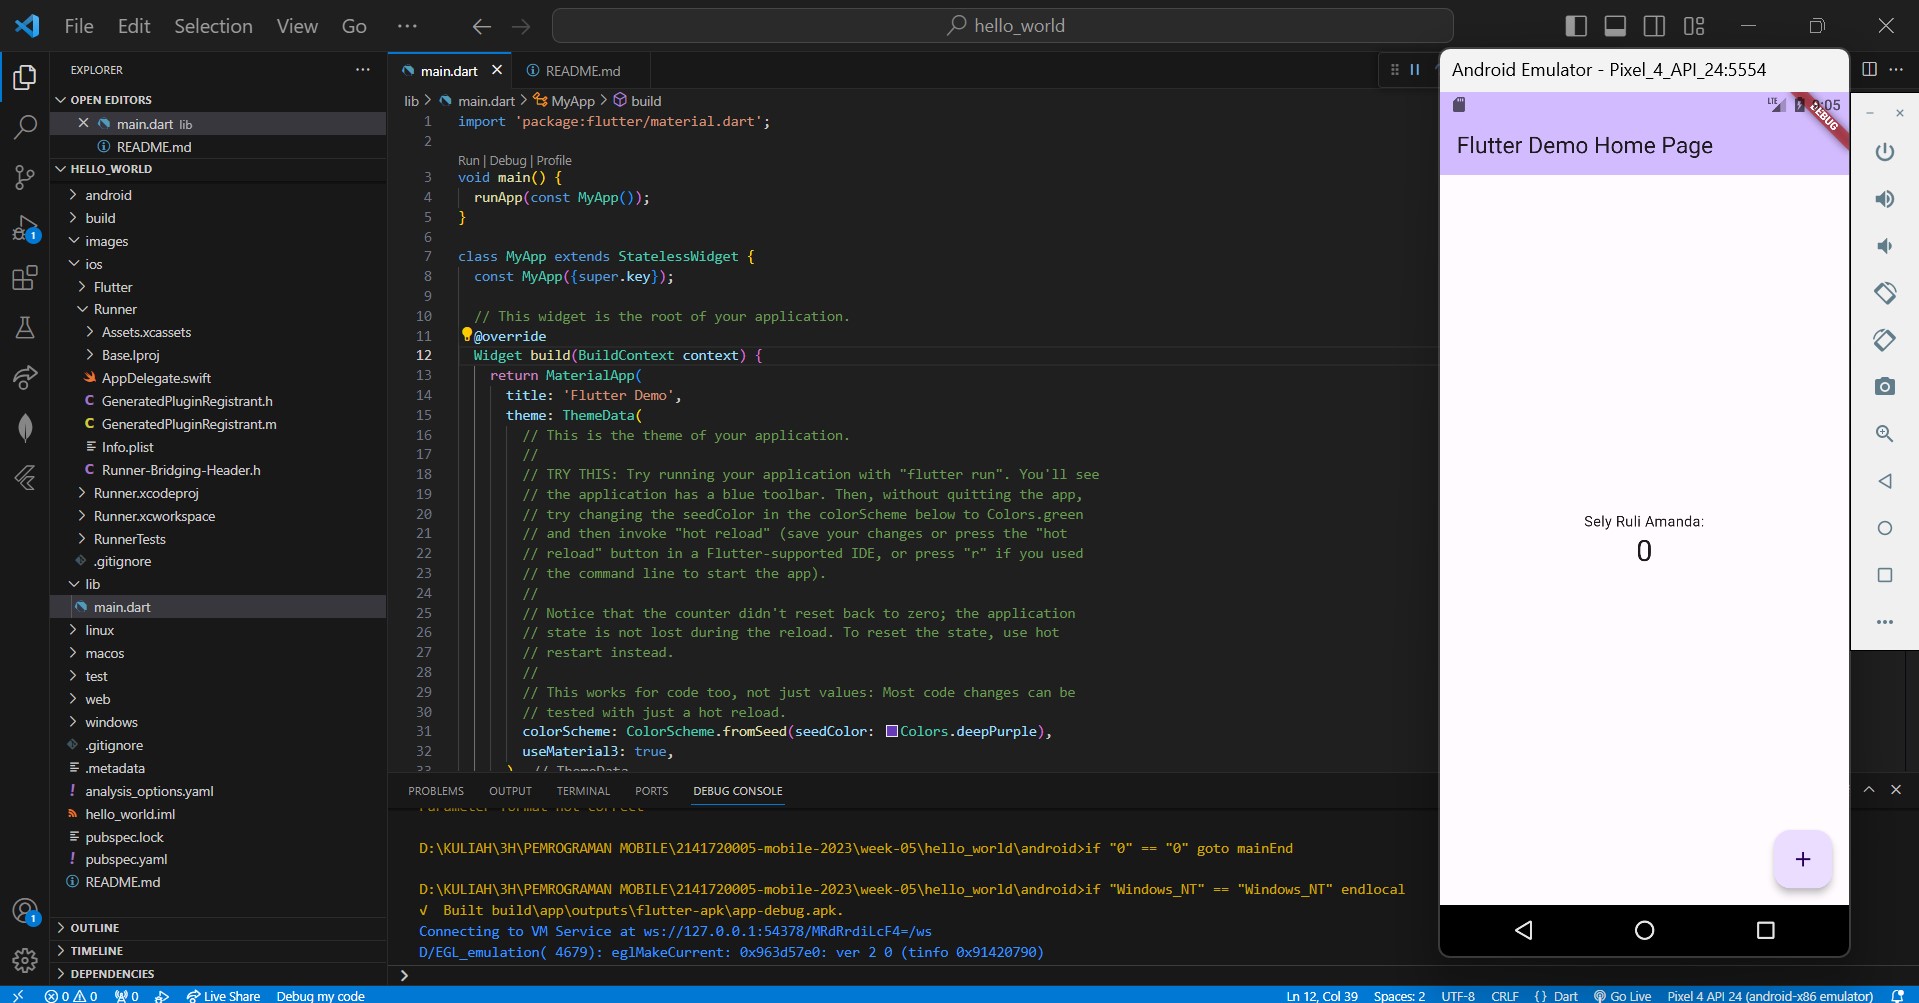 File Edit Selection View Go ··· hello_world
EXPLORER ···
OPEN EDITORS
main.dart lib
README.md
HELLO_WORLD
android
build
images
ios
Flutter
Runner
Assets.xcassets
Base.lproj
AppDelegate.swift
C GeneratedPluginRegistrant.h
C GeneratedPluginRegistrant.m
Info.plist
C Runner-Bridging-Header.h
Runner.xcodeproj
Runner.xcworkspace
RunnerTests
.gitignore
lib
main.dart
linux
macos
test
web
windows
.gitignore
.metadata
! analysis_options.yaml
hello_world.iml
pubspec.lock
! pubspec.yaml
README.md
OUTLINE
TIMELINE
DEPENDENCIES
1
1
main.dart README.md
lib > main.dart > MyApp > build
1 import 'package:flutter/material.dart';
2
Run | Debug | Profile
3 void main() {
4 runApp(const MyApp());
5 }
6
7 class MyApp extends StatelessWidget {
8 const MyApp({super.key});
9
10 // This widget is the root of your application.
11 @override
12 Widget build(BuildContext context) {
13 return MaterialApp(
14 title: 'Flutter Demo',
15 theme: ThemeData(
16 // This is the theme of your application.
17 //
18 // TRY THIS: Try running your application with "flutter run". You'll see
19 // the application has a blue toolbar. Then, without quitting the app,
20 // try changing the seedColor in the colorScheme below to Colors.green
21 // and then invoke "hot reload" (save your changes or press the "hot
22 // reload" button in a Flutter-supported IDE, or press "r" if you used
23 // the command line to start the app).
24 //
25 // Notice that the counter didn't reset back to zero; the application
26 // state is not lost during the reload. To reset the state, use hot
27 // restart instead.
28 //
29 // This works for code too, not just values: Most code changes can be
30 // tested with just a hot reload.
31 colorScheme: ColorScheme.fromSeed(seedColor: Colors.deepPurple),
32 useMaterial3: true,
33 ) // ThemeData
PROBLEMS OUTPUT TERMINAL PORTS DEBUG CONSOLE
Parameter format not correct
D:\KULIAH\3H\PEMROGRAMAN MOBILE\2141720005-mobile-2023\week-05\hello_world\android>if "0" == "0" goto mainEnd
D:\KULIAH\3H\PEMROGRAMAN MOBILE\2141720005-mobile-2023\week-05\hello_world\android>if "Windows_NT" == "Windows_NT" endlocal
√ Built build\app\outputs\flutter-apk\app-debug.apk.
Connecting to VM Service at ws://127.0.0.1:54378/MRdRrdiLcF4=/ws
D/EGL_emulation( 4679): eglMakeCurrent: 0x963d57e0: ver 2 0 (tinfo 0x91420790)
>
Android Emulator - Pixel_4_API_24:5554
LTE :05
DEBUG
Flutter Demo Home Page
Sely Ruli Amanda:
0
+
0 0 0 Live Share Debug my code Ln 12, Col 39 Spaces: 2 UTF-8 CRLF {} Dart Go Live Pixel 4 API 24 (android-x86 emulator)